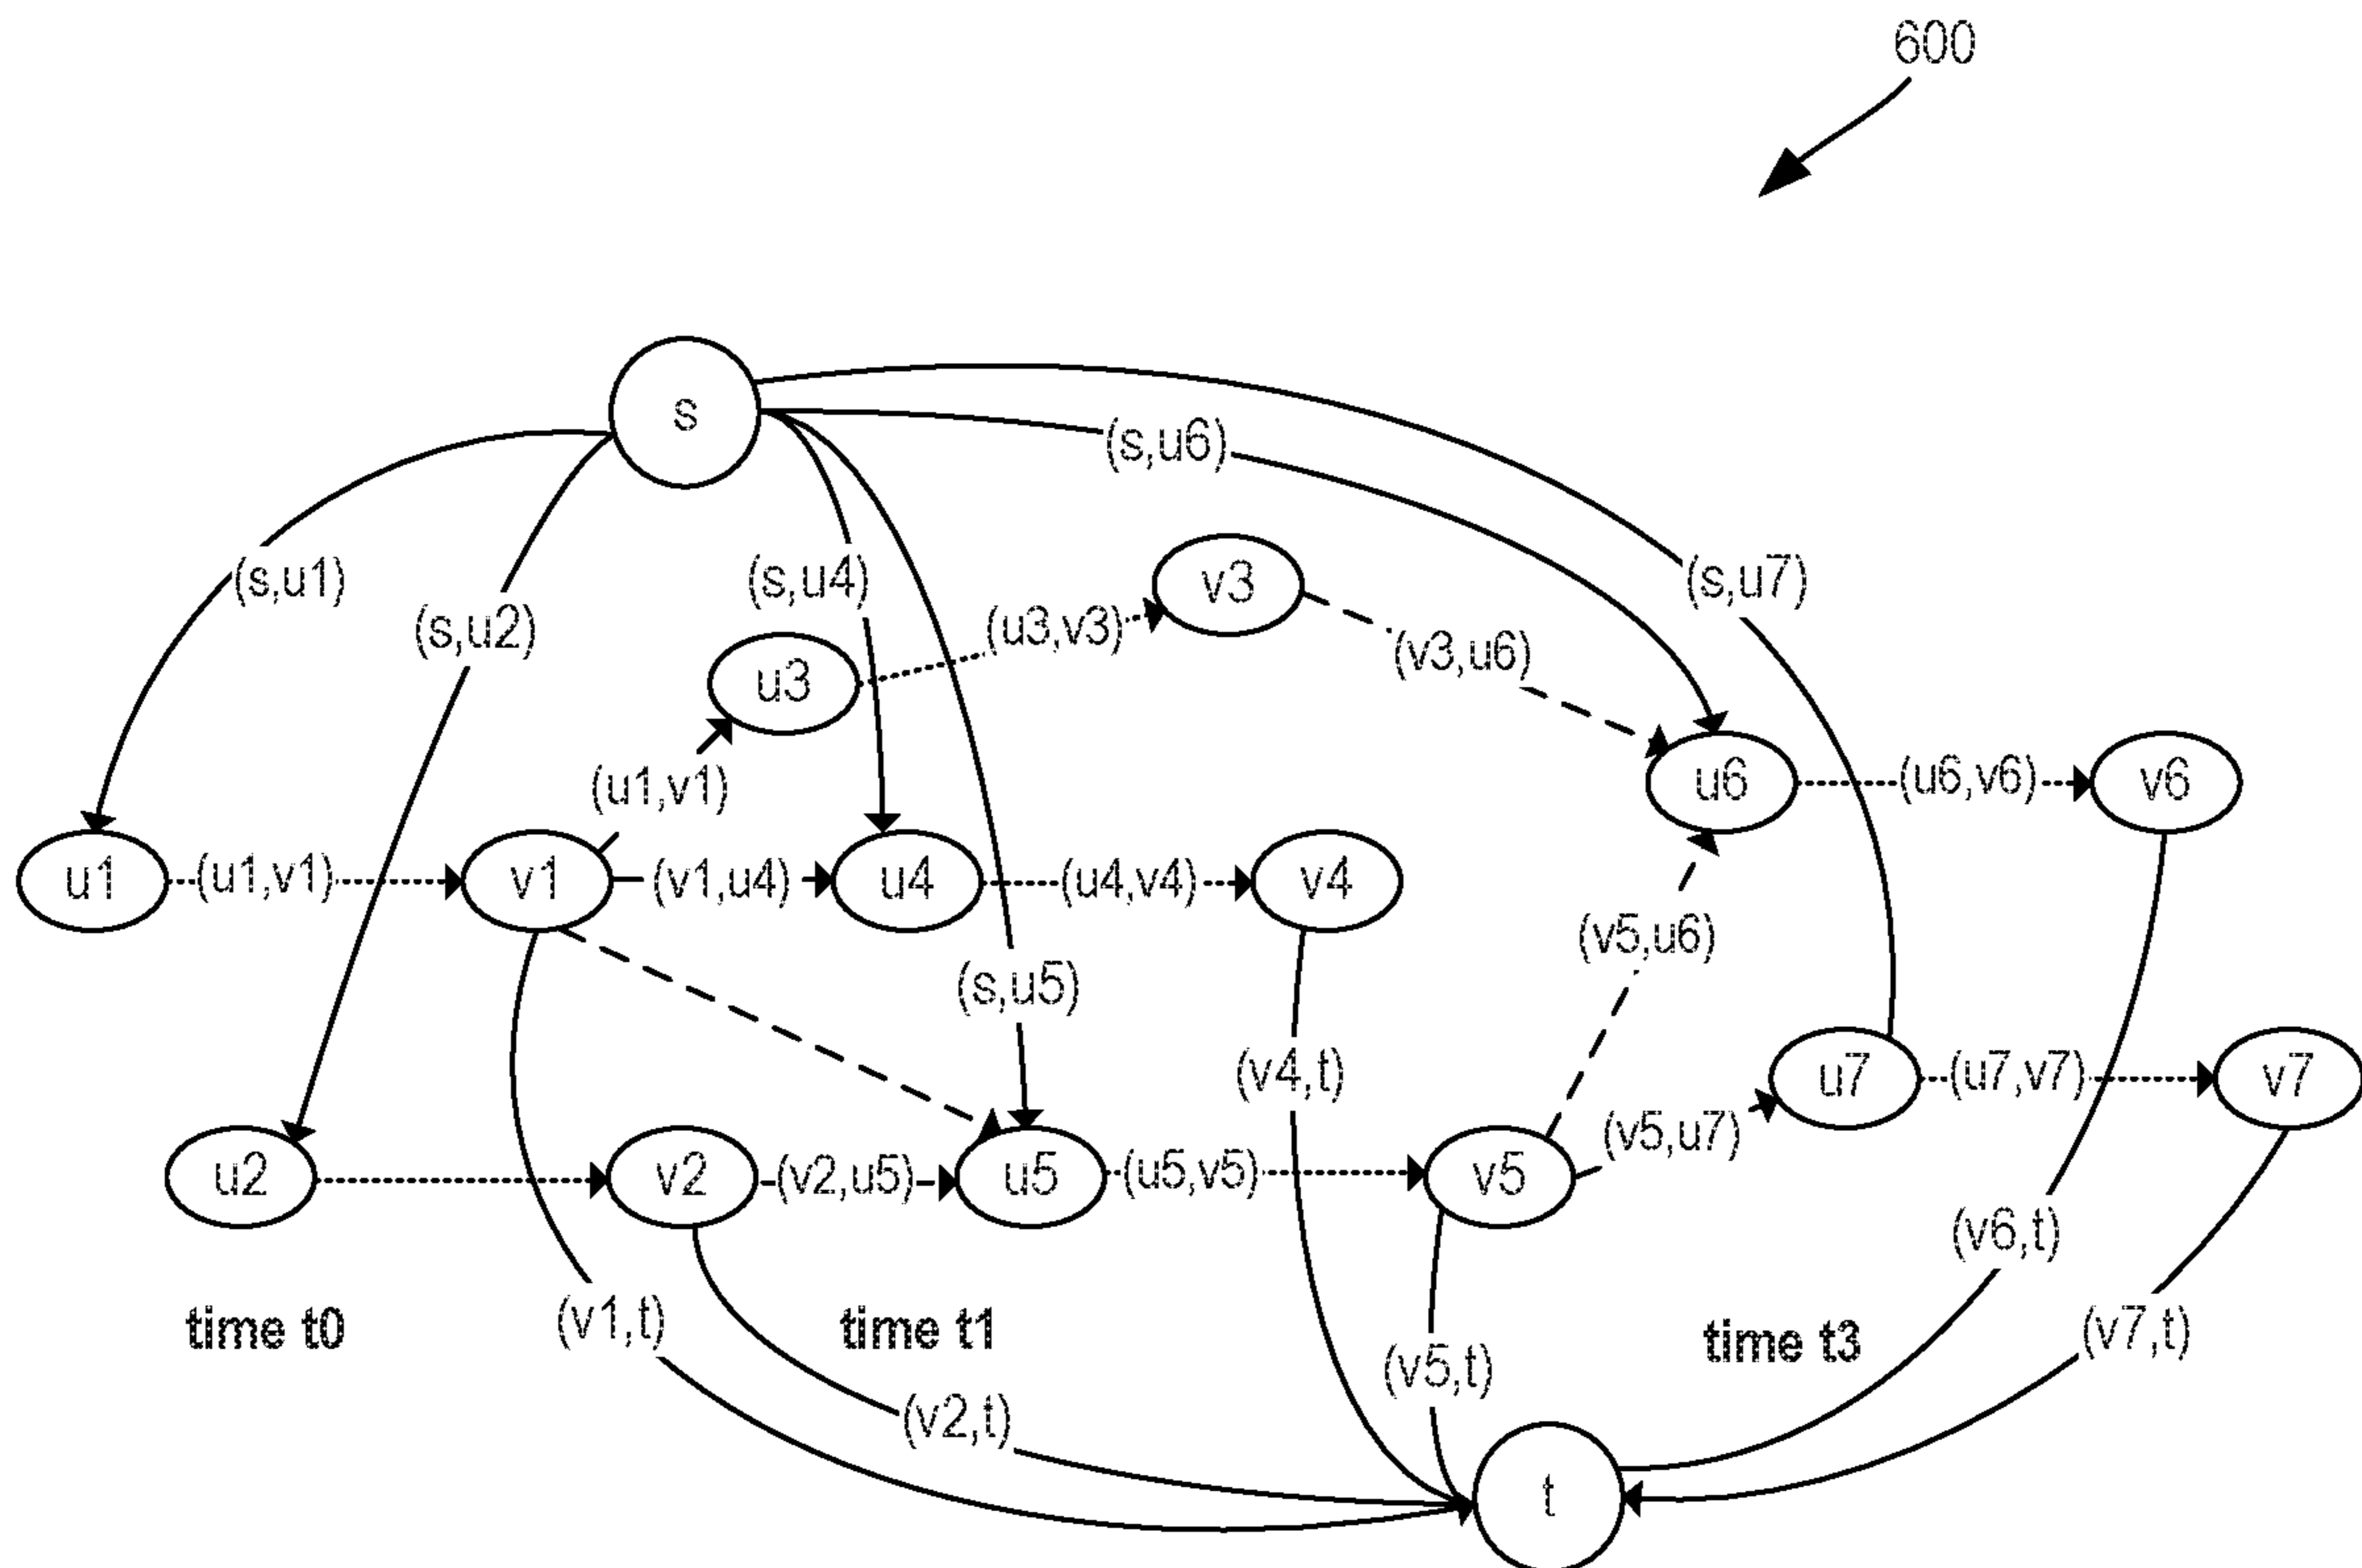 600
s
(s,u6)
(s,u1)
(s,u4)
v3
(s,u7)
(s,u2)
(u3,v3)
(v3,u6)
u3
(u1,v1)
u6
(u6,v6)
v6
u1
(u1,v1)
v1
(v1,u4)
u4
(u4,v4)
v4
(v5,u6)
(s,u5)
(v4,t)
u7
(u7,v7)
v7
(v5,u7)
u2
v2
(v2,u5)
u5
(u5,v5)
v5
(v6,t)
time t0
(v1,t)
time t1
time t3
(v7,t)
(v5,t)
(v2,t)
t